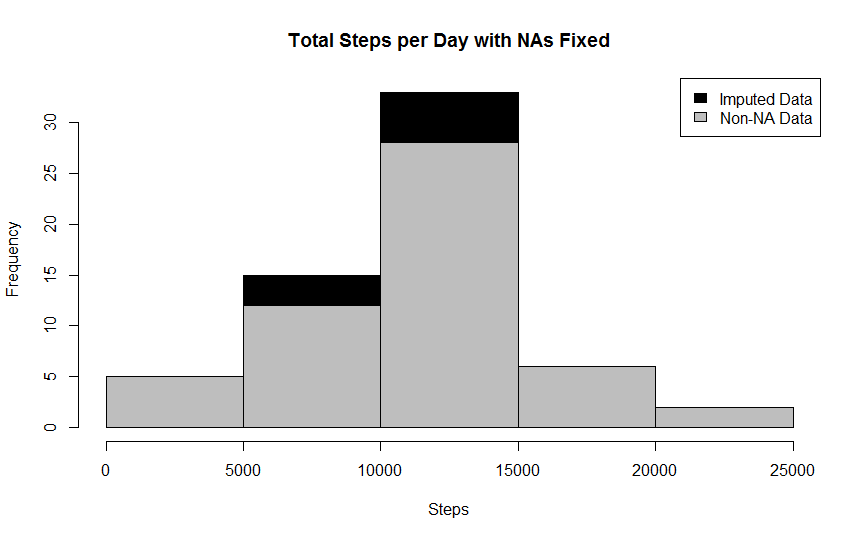 Total Steps per Day with NAs Fixed
Imputed Data
Non-NA Data
Frequency
30
25
20
15
10
5
0
0 5000 10000 15000 20000 25000
Steps